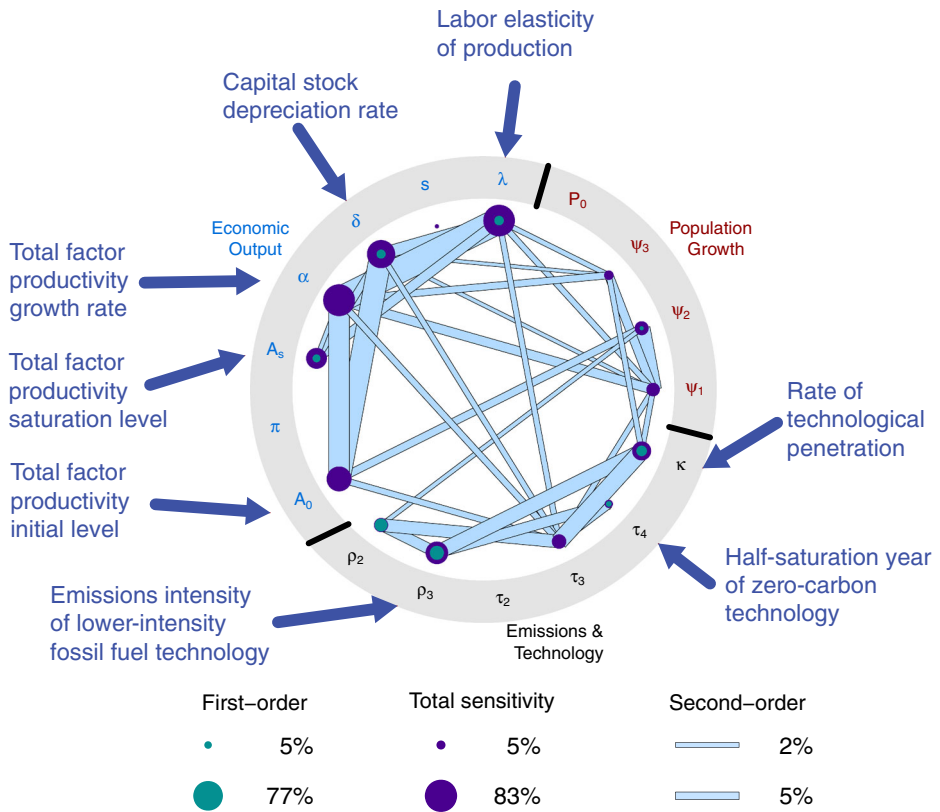 Labor elasticity
of production
Capital stock
depreciation rate
Total factor
productivity
growth rate
Total factor
productivity
saturation level
Total factor
productivity
initial level
Emissions intensity
of lower-intensity
fossil fuel technology
Rate of
technological
penetration
Half-saturation year
of zero-carbon
technology
Economic
Output
Population
Growth
Emissions &
Technology
λ
s
δ
α
Aₛ
π
A₀
P₀
ψ₃
ψ₂
ψ₁
κ
τ₄
τ₃
τ₂
ρ₃
ρ₂
First−order
5%
77%
Total sensitivity
5%
83%
Second−order
2%
5%